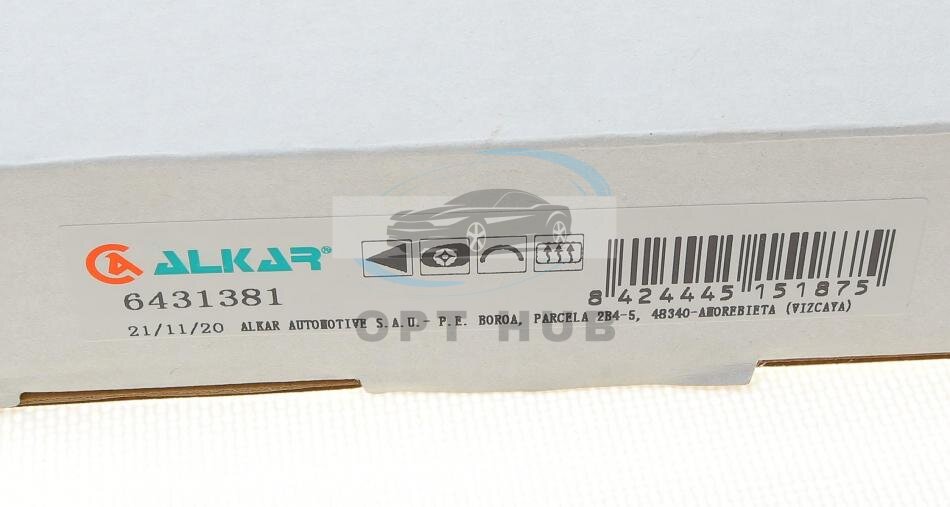 ALKAR®
6431381
8 424445 151875
21/11/20 ALKAR AUTOMOTIVE S.A.U.- P.E. BOROA, PARCELA 2B4-5, 48340-AMOREBIETA (VIZCAYA)
OPT HUB